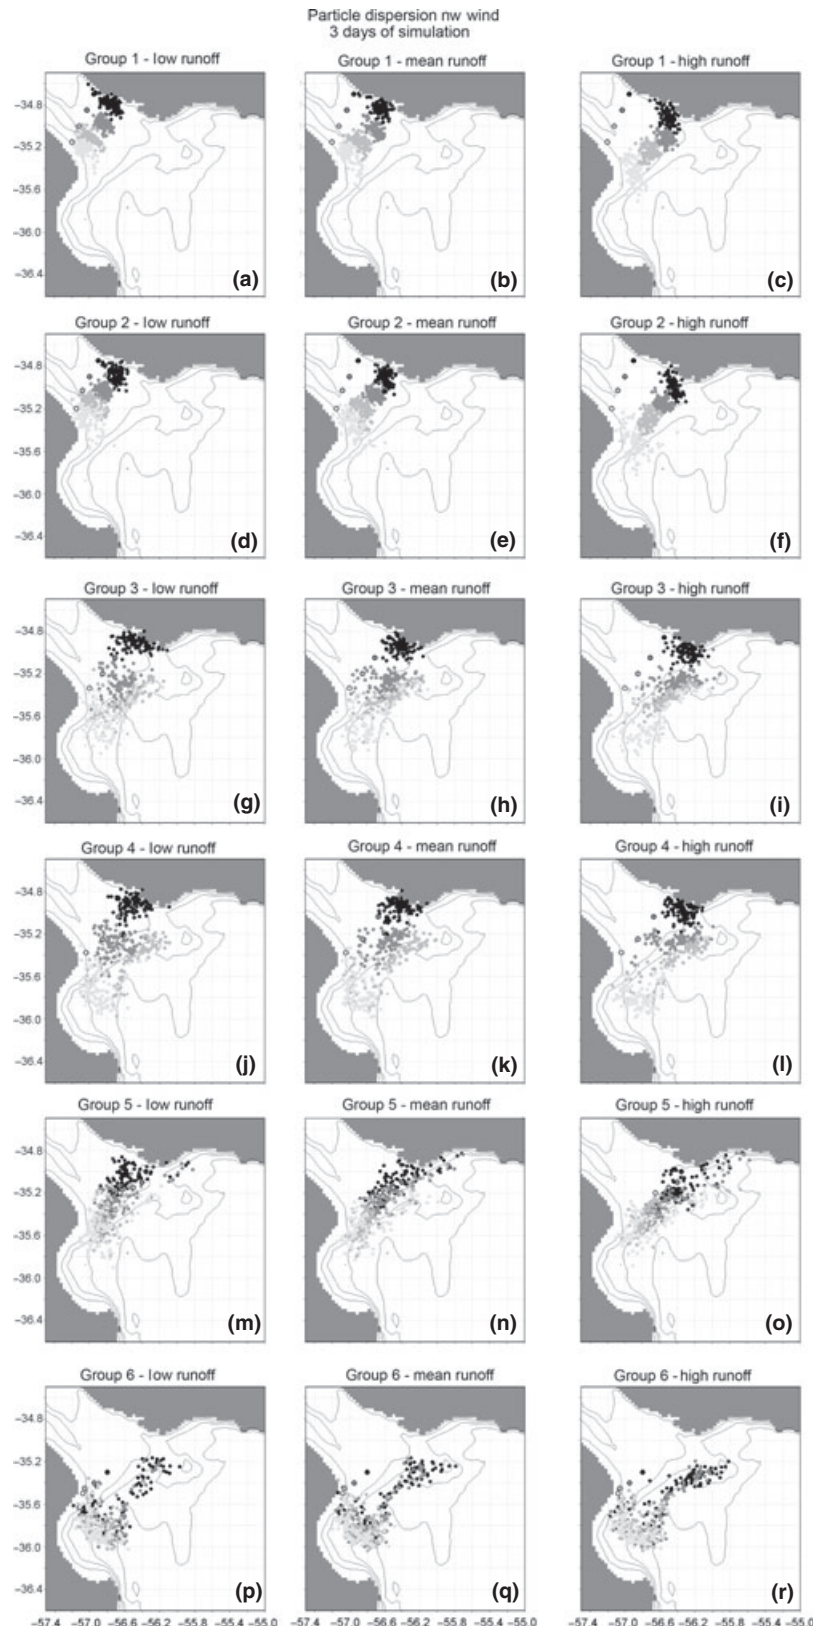 Particle dispersion nw wind
3 days of simulation
Group 1 - low runoff
Group 1 - mean runoff
Group 1 - high runoff
−34.8
−35.2
−35.6
−36.0
−36.4
(a)
(b)
(c)
Group 2 - low runoff
Group 2 - mean runoff
Group 2 - high runoff
−34.8
−35.2
−35.6
−36.0
−36.4
(d)
(e)
(f)
Group 3 - low runoff
Group 3 - mean runoff
Group 3 - high runoff
−34.8
−35.2
−35.6
−36.0
−36.4
(g)
(h)
(i)
Group 4 - low runoff
Group 4 - mean runoff
Group 4 - high runoff
−34.8
−35.2
−35.6
−36.0
−36.4
(j)
(k)
(l)
Group 5 - low runoff
Group 5 - mean runoff
Group 5 - high runoff
−34.8
−35.2
−35.6
−36.0
−36.4
(m)
(n)
(o)
Group 6 - low runoff
Group 6 - mean runoff
Group 6 - high runoff
−34.8
−35.2
−35.6
−36.0
−36.4
(p)
(q)
(r)
−57.4 −57.0 −56.6 −56.2 −55.8 −55.4 −55.0
−57.4 −57.0 −56.6 −56.2 −55.8 −55.4 −55.0
−57.4 −57.0 −56.6 −56.2 −55.8 −55.4 −55.0